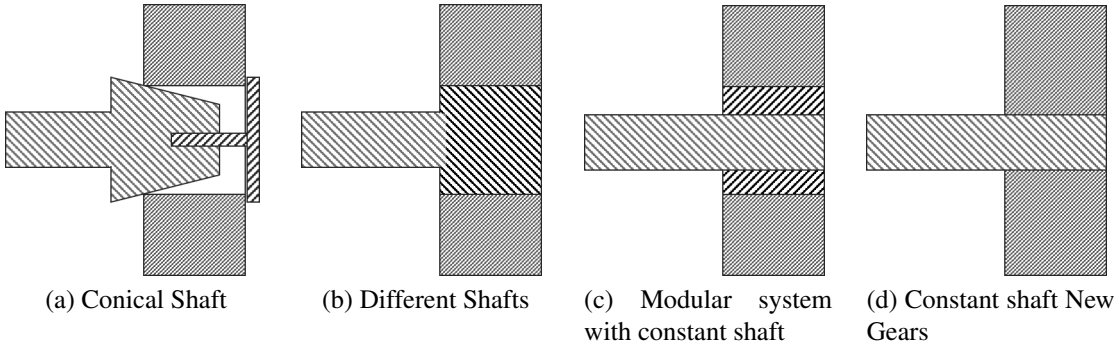 (a) Conical Shaft
(b) Different Shafts
(c) Modular system
with constant shaft
(d) Constant shaft New
Gears